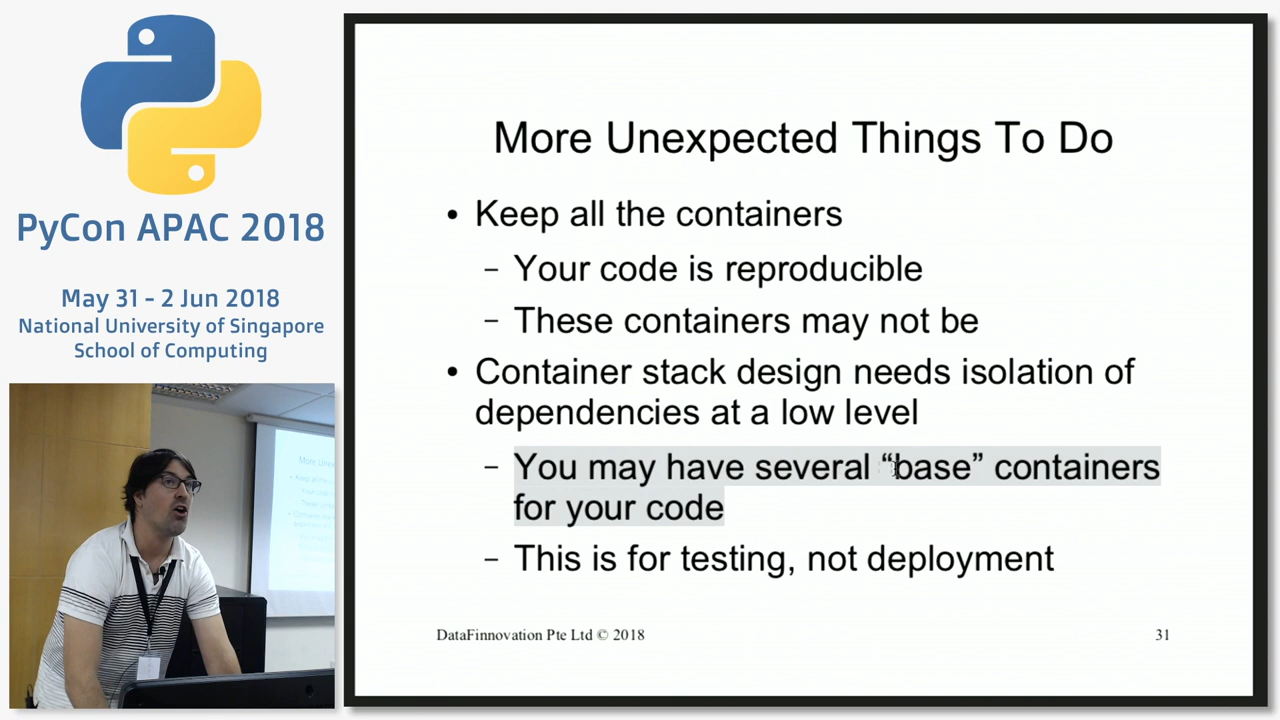 PyCon APAC 2018
May 31 - 2 Jun 2018
National University of Singapore
School of Computing
More Unexpected Things To Do
• Keep all the containers
– Your code is reproducible
– These containers may not be
• Container stack design needs isolation of
dependencies at a low level
– You may have several “base” containers
for your code
– This is for testing, not deployment
DataFinnovation Pte Ltd © 2018
31